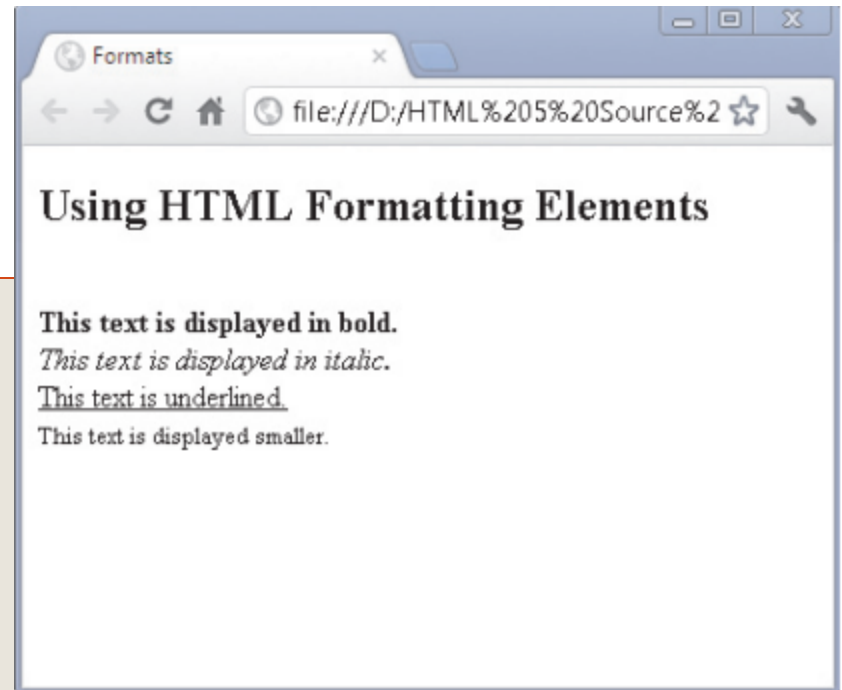 Formats
file:///D:/HTML%205%20Source%2
Using HTML Formatting Elements
This text is displayed in bold.
This text is displayed in italic.
This text is underlined.
This text is displayed smaller.